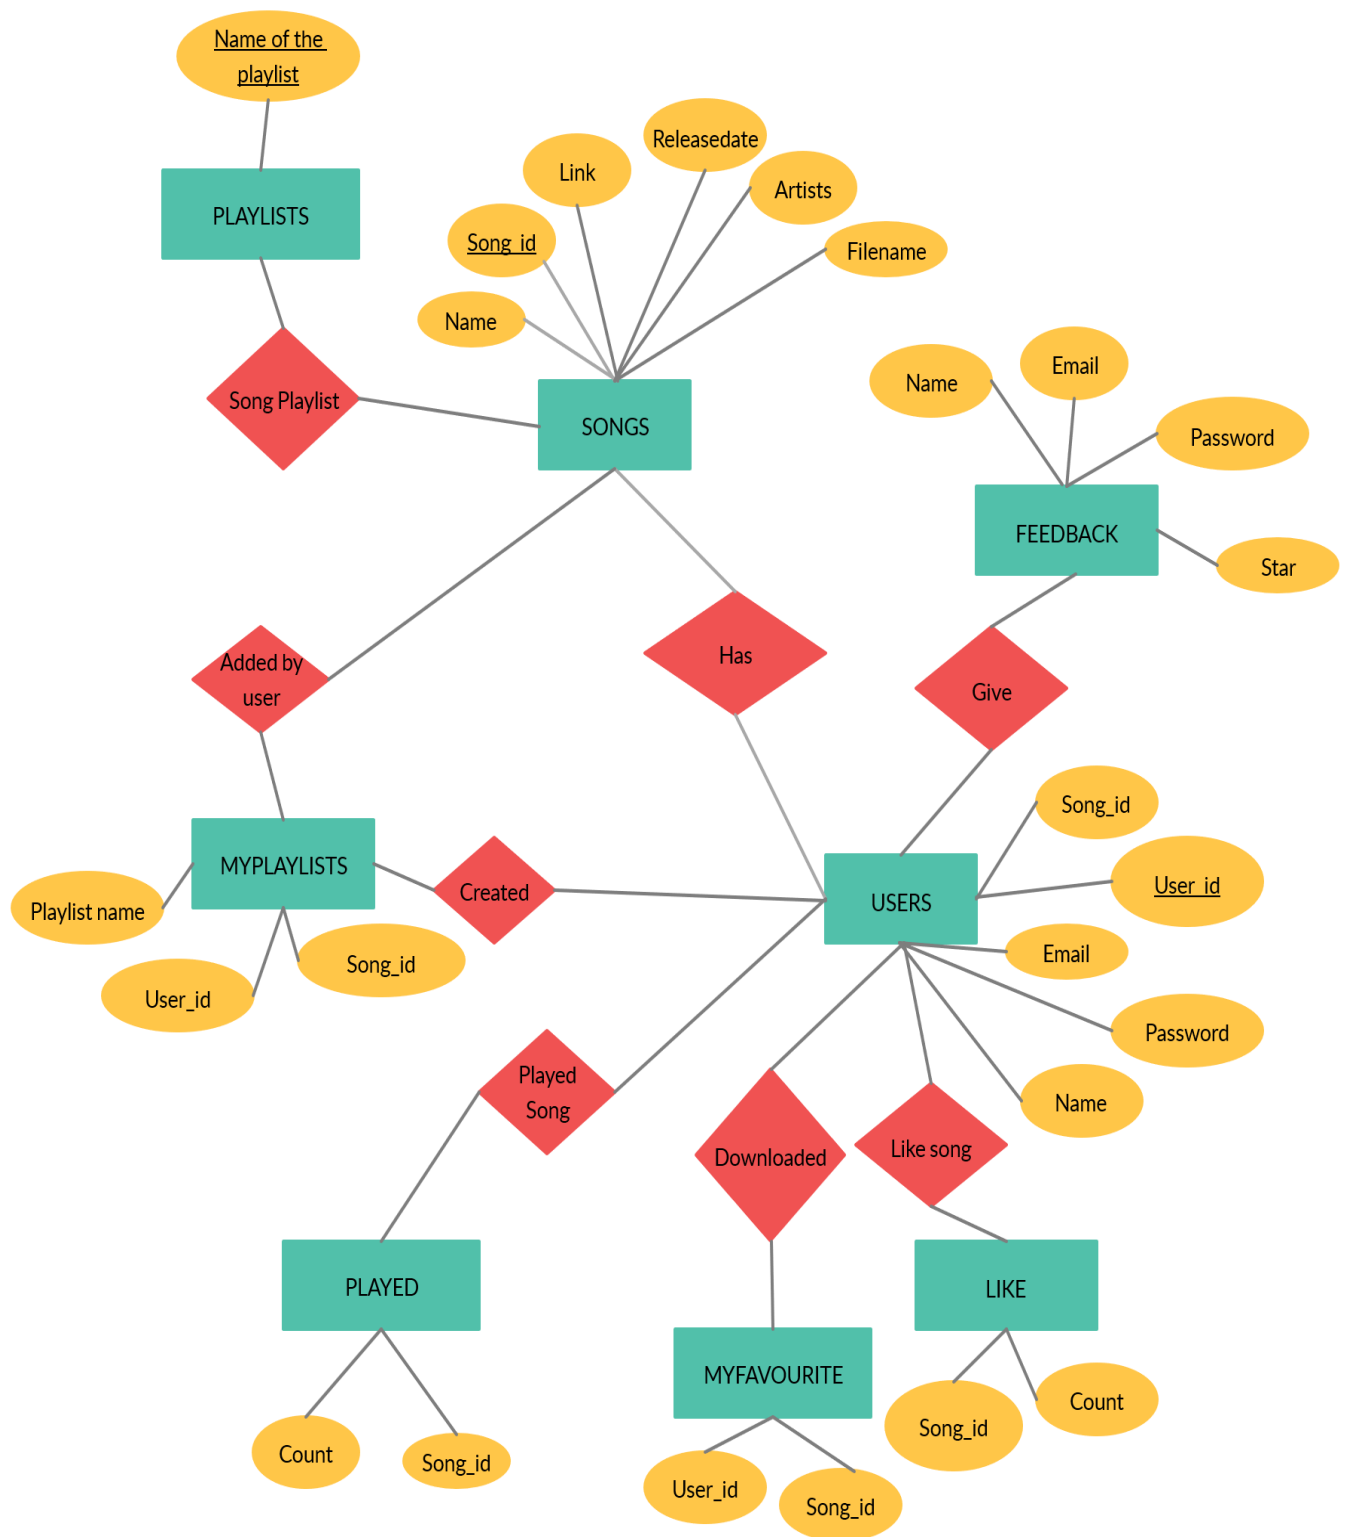 Name of the
playlist
PLAYLISTS
Song Playlist
Name
Song_id
Link
Releasedate
Artists
Filename
SONGS
Name
Email
Password
FEEDBACK
Star
Added by
user
Has
Give
MYPLAYLISTS
Playlist name
User_id
Song_id
Created
USERS
Song_id
User_id
Email
Password
Name
Played
Song
Downloaded
Like song
PLAYED
Count
Song_id
MYFAVOURITE
User_id
Song_id
LIKE
Song_id
Count